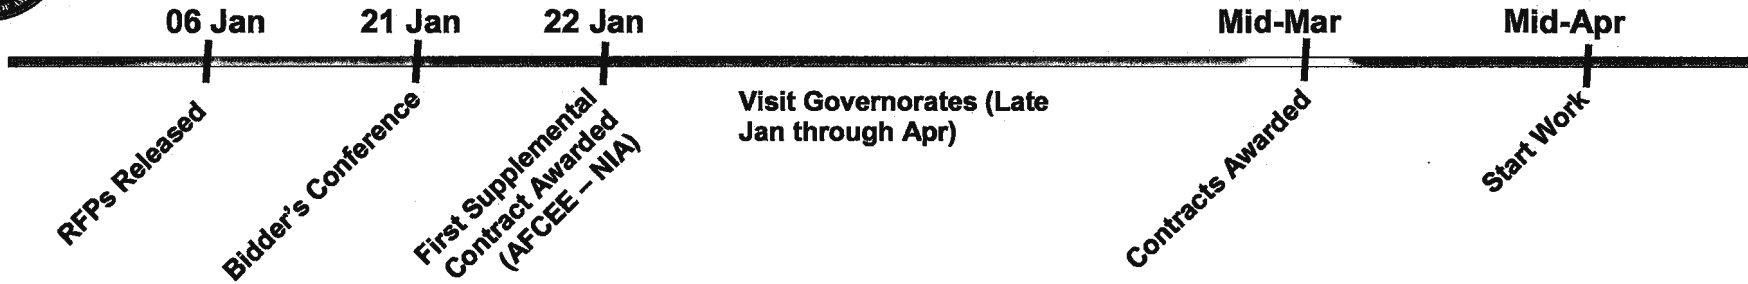 06 Jan
21 Jan
22 Jan
Mid-Mar
Mid-Apr
RFPs Released
Bidder's Conference
First Supplemental
Contract Awarded
(AFCEE – NIA)
Visit Governorates (Late
Jan through Apr)
Contracts Awarded
Start Work